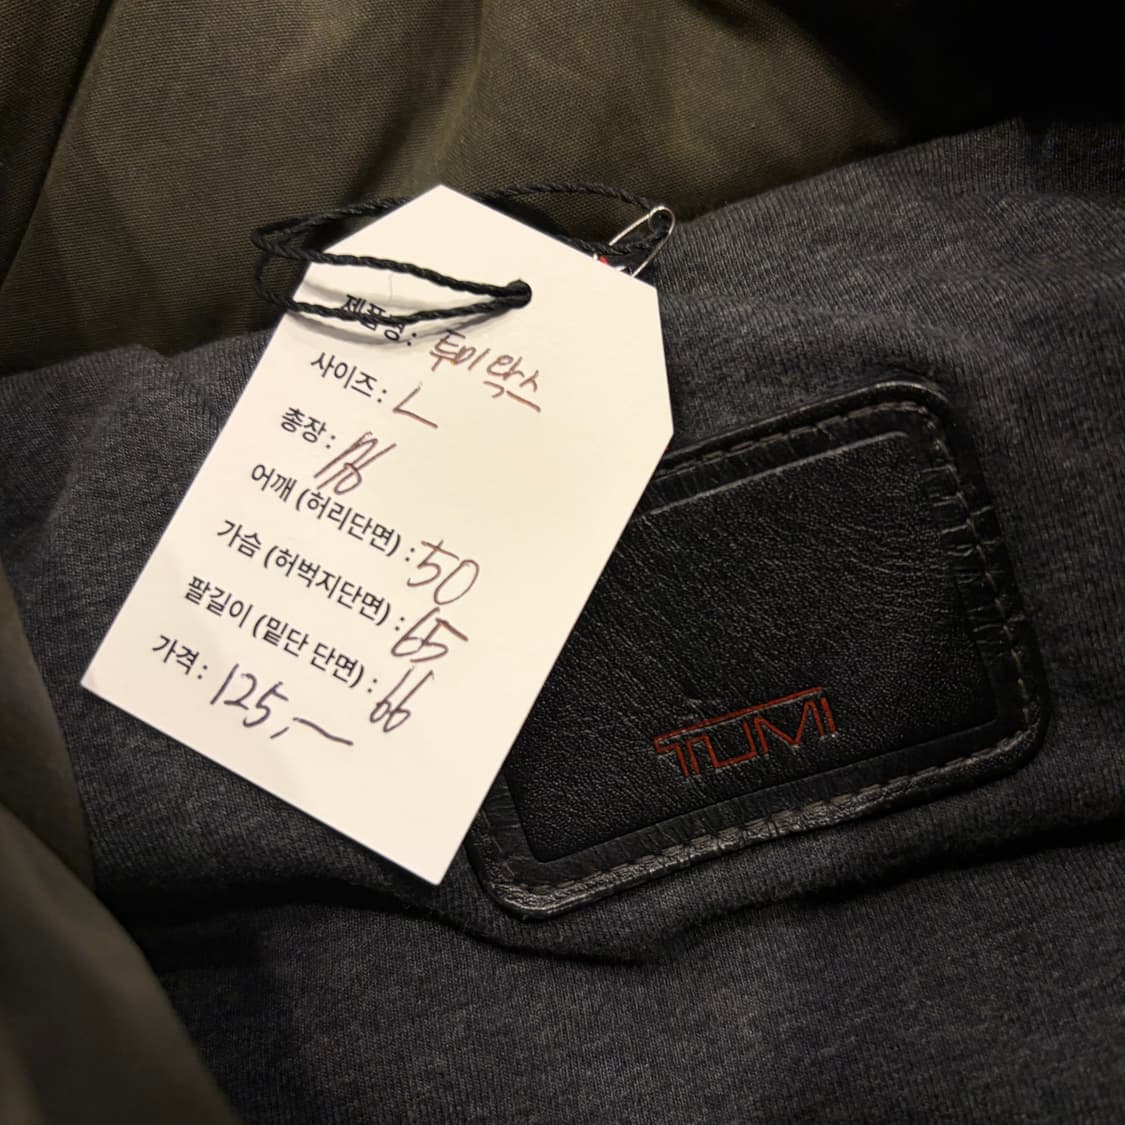 제품명: 투미 왁스
사이즈: L
총장: 76
어깨 (허리단면) : 50
가슴 (허벅지단면) : 65
팔길이 (밑단 단면) : 66
가격: 125,—
TUMI